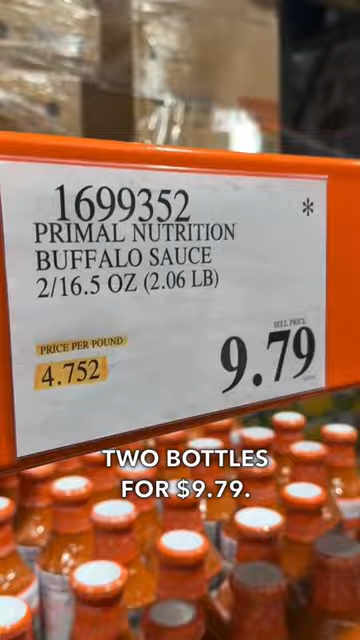 1699352
*
PRIMAL NUTRITION
BUFFALO SAUCE
2/16.5 OZ (2.06 LB)
PRICE PER POUND
4.752
SELL PRICE
9.79
TWO BOTTLES
FOR $9.79.